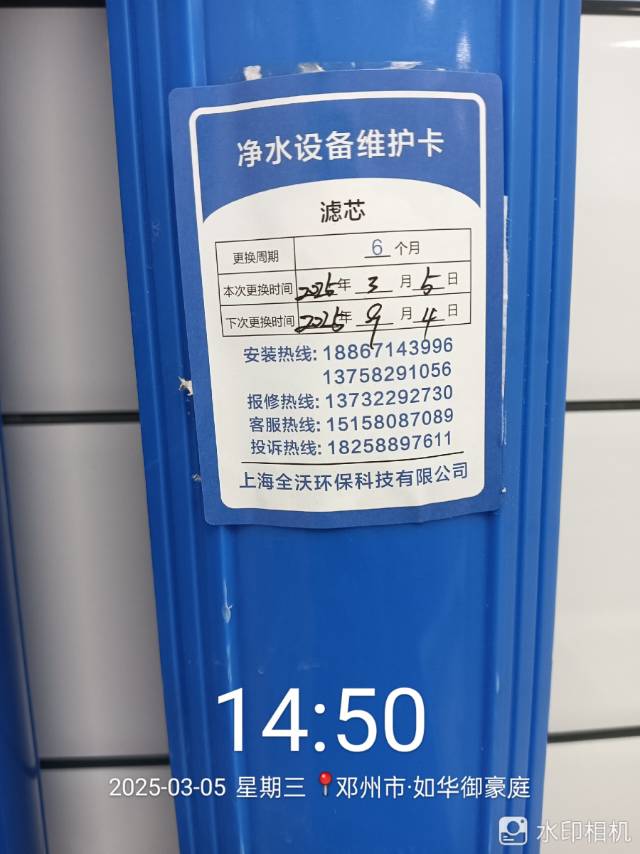 净水设备维护卡
滤芯
更换周期 6 个月
本次更换时间 2025年 3 月 5 日
下次更换时间 2025年 9 月 4 日
安装热线: 18867143996
13758291056
报修热线: 13732292730
客服热线: 15158087089
投诉热线: 18258897611
上海全沃环保科技有限公司
14:50
2025-03-05 星期三 邓州市·如华御豪庭
水印相机